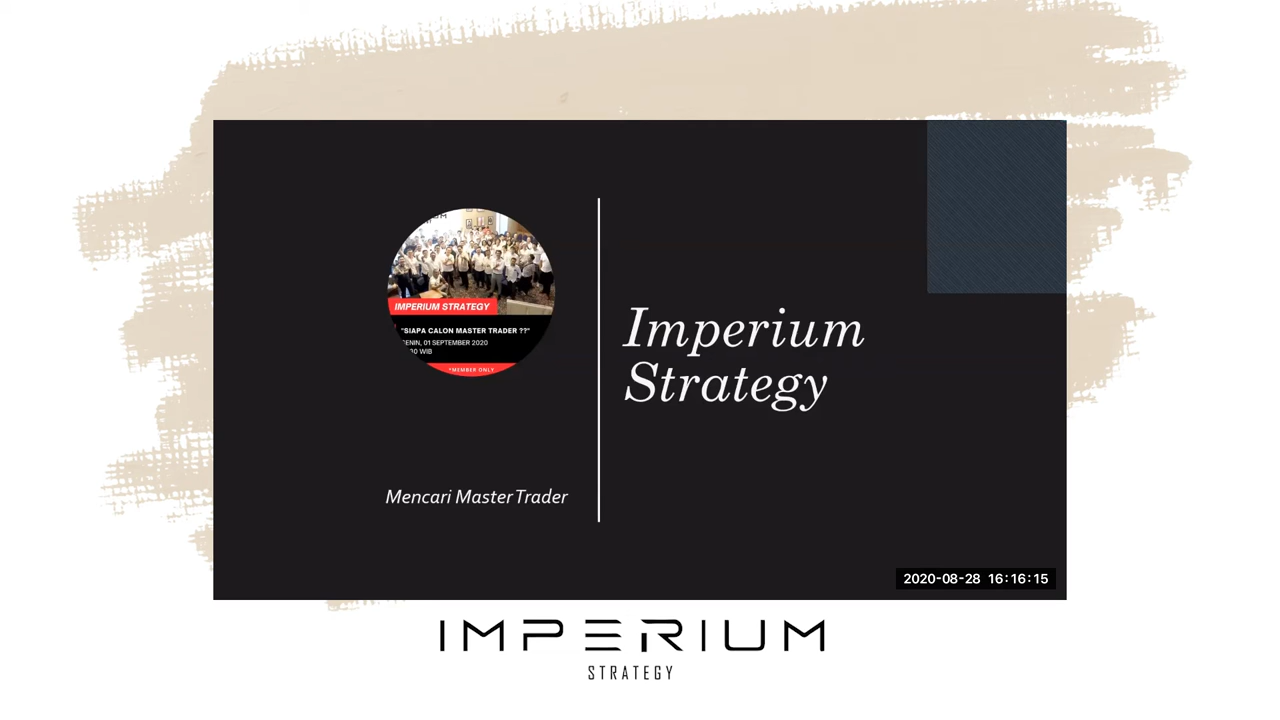 IMPERIUM STRATEGY
"SIAPA CALON MASTER TRADER ??"
SENIN, 01 SEPTEMBER 2020
WIB
*MEMBER ONLY
Mencari Master Trader
Imperium
Strategy
2020-08-28 16:16:15
IMPERIUM
STRATEGY